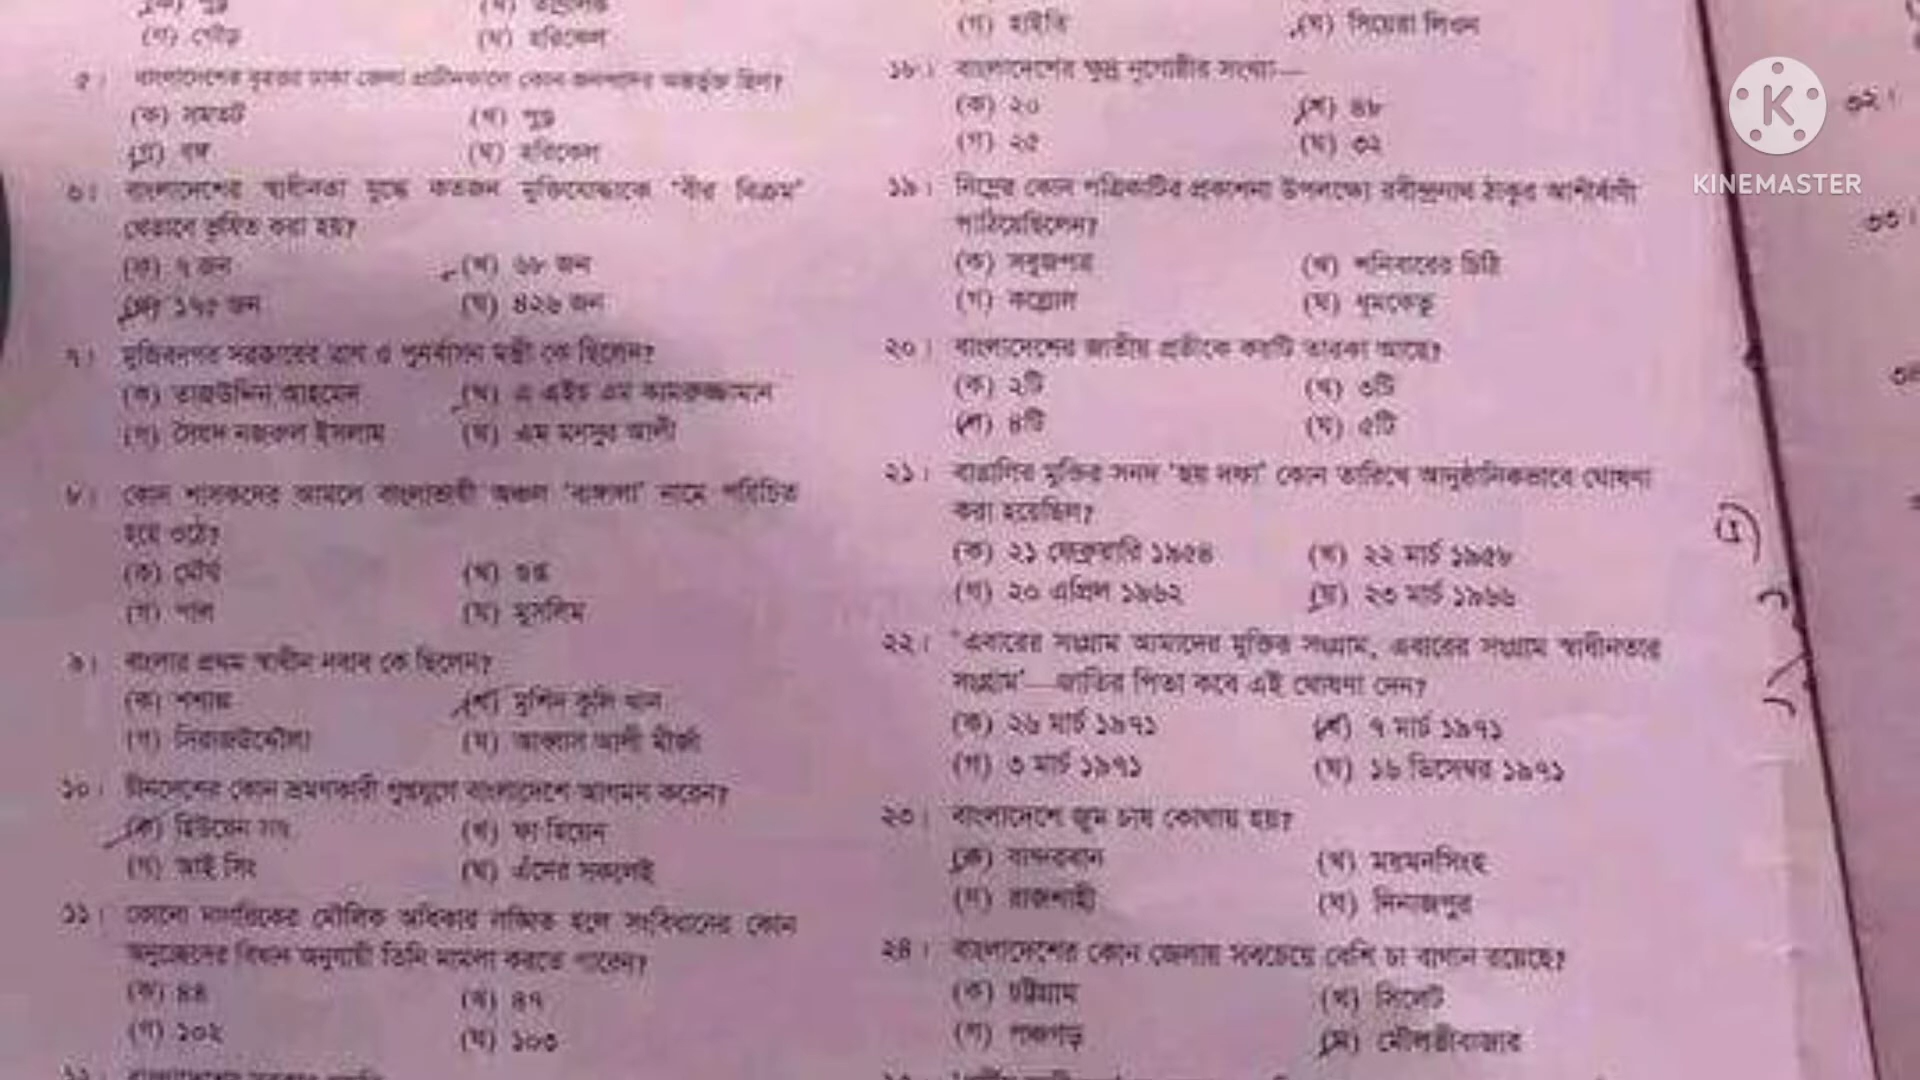 (গ) গৌড় (ঘ) হরিকেল
৫। বাংলাদেশের বৃহত্তর ঢাকা জেলা প্রাচীনকালে কোন জনপদের অন্তর্ভুক্ত ছিল?
(ক) সমতট (খ) পুণ্ড্র
(গ) বঙ্গ (ঘ) হরিকেল
৬। বাংলাদেশের স্বাধীনতা যুদ্ধে কতজন মুক্তিযোদ্ধাকে 'বীর বিক্রম'
খেতাবে ভূষিত করা হয়?
(ক) ৭ জন (খ) ৬৮ জন
(গ) ১৭৫ জন (ঘ) ৪২৬ জন
৭। মুজিবনগর সরকারের ত্রাণ ও পুনর্বাসন মন্ত্রী কে ছিলেন?
(ক) তাজউদ্দিন আহমেদ (খ) এ এইচ এম কামরুজ্জামান
(গ) সৈয়দ নজরুল ইসলাম (ঘ) এম মনসুর আলী
৮। কোন শাসকদের আমলে বাংলাভাষী অঞ্চল 'বাঙ্গালা' নামে পরিচিত
হয়ে ওঠে?
(ক) মৌর্য (খ) গুপ্ত
(গ) পাল (ঘ) মুসলিম
৯। বাংলার প্রথম স্বাধীন নবাব কে ছিলেন?
(ক) শশাঙ্ক (খ) মুর্শিদ কুলি খান
(গ) সিরাজউদ্দৌলা (ঘ) আব্বাস আলী মীর্জা
১০। চীনদেশের কোন ভ্রমণকারী গুপ্তযুগে বাংলাদেশে আগমন করেন?
(ক) হিউয়েন সাঙ (খ) ফা হিয়েন
(গ) আই সিং (ঘ) এঁদের সকলেই
১১। কোনো নাগরিকের মৌলিক অধিকার লঙ্ঘিত হলে সংবিধানের কোন
অনুচ্ছেদের বিধান অনুযায়ী তিনি মামলা করতে পারেন?
(ক) ৪৪ (খ) ৪৭
(গ) ১০২ (ঘ) ১০৩
(গ) হাইতি (ঘ) সিয়েরা লিওন
১৮। বাংলাদেশের ক্ষুদ্র নৃগোষ্ঠীর সংখ্যা—
(ক) ২০ (খ) ৪৮
(গ) ২৫ (ঘ) ৩২
১৯। নিম্নের কোন পত্রিকাটির প্রকাশনা উপলক্ষ্যে রবীন্দ্রনাথ ঠাকুর আশীর্বাণী
পাঠিয়েছিলেন?
(ক) সবুজপত্র (খ) শনিবারের চিঠি
(গ) কল্লোল (ঘ) ধূমকেতু
২০। বাংলাদেশের জাতীয় প্রতীকে কয়টি তারকা আছে?
(ক) ২টি (খ) ৩টি
(গ) ৪টি (ঘ) ৫টি
২১। বাঙালির মুক্তির সনদ 'ছয় দফা' কোন তারিখে আনুষ্ঠানিকভাবে ঘোষণা
করা হয়েছিল?
(ক) ২১ ফেব্রুয়ারি ১৯৫৪ (খ) ২২ মার্চ ১৯৫৮
(গ) ২০ এপ্রিল ১৯৬২ (ঘ) ২৩ মার্চ ১৯৬৬
২২। 'এবারের সংগ্রাম আমাদের মুক্তির সংগ্রাম, এবারের সংগ্রাম স্বাধীনতার
সংগ্রাম'—জাতির পিতা কবে এই ঘোষণা দেন?
(ক) ২৬ মার্চ ১৯৭১ (খ) ৭ মার্চ ১৯৭১
(গ) ৩ মার্চ ১৯৭১ (ঘ) ১৬ ডিসেম্বর ১৯৭১
২৩। বাংলাদেশে জুম চাষ কোথায় হয়?
(ক) বান্দরবান (খ) ময়মনসিংহ
(গ) রাজশাহী (ঘ) দিনাজপুর
২৪। বাংলাদেশের কোন জেলায় সবচেয়ে বেশি চা বাগান রয়েছে?
(ক) চট্টগ্রাম (খ) সিলেট
(গ) পঞ্চগড় (ঘ) মৌলভীবাজার
৩২।
৩৩।
KINEMASTER